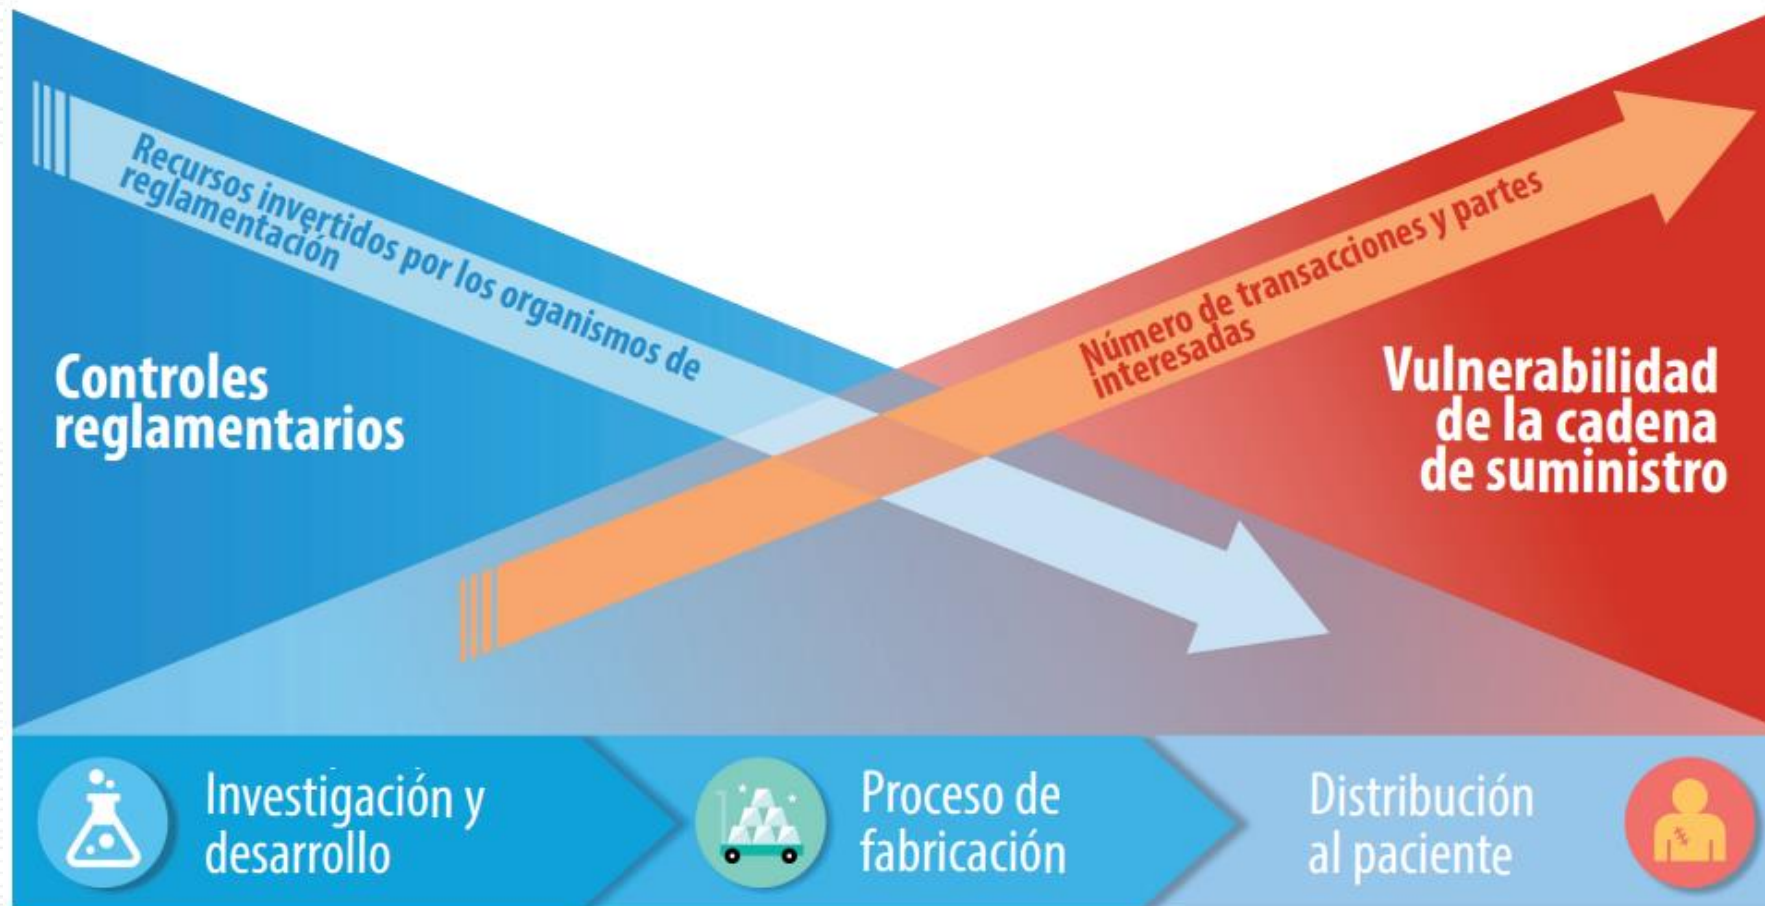 Recursos invertidos por los organismos de
reglamentación
Número de transacciones y partes
interesadas
Controles
reglamentarios
Vulnerabilidad
de la cadena
de suministro
Investigación y
desarrollo
Proceso de
fabricación
Distribución
al paciente